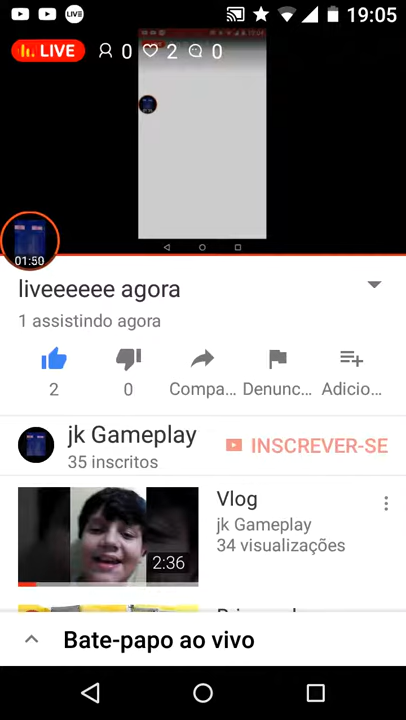 LIVE 19:05
LIVE 0 2 0
01:50
liveeeeee agora
1 assistindo agora
2 0 Compa... Denunc... Adicio...
jk Gameplay
35 inscritos
INSCREVER-SE
Vlog
jk Gameplay
34 visualizações
2:36
Bate-papo ao vivo